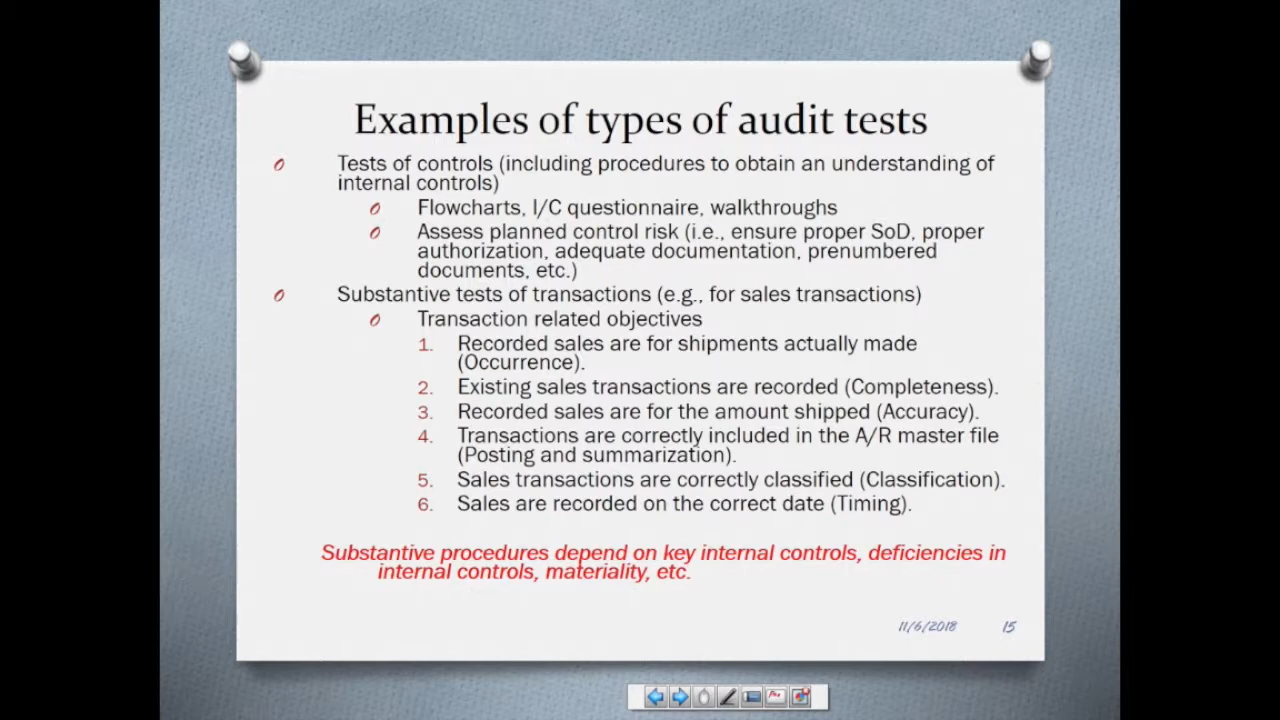 Examples of types of audit tests
Tests of controls (including procedures to obtain an understanding of
internal controls)
Flowcharts, I/C questionnaire, walkthroughs
Assess planned control risk (i.e., ensure proper SoD, proper
authorization, adequate documentation, prenumbered
documents, etc.)
Substantive tests of transactions (e.g., for sales transactions)
Transaction related objectives
1. Recorded sales are for shipments actually made
(Occurrence).
2. Existing sales transactions are recorded (Completeness).
3. Recorded sales are for the amount shipped (Accuracy).
4. Transactions are correctly included in the A/R master file
(Posting and summarization).
5. Sales transactions are correctly classified (Classification).
6. Sales are recorded on the correct date (Timing).
Substantive procedures depend on key internal controls, deficiencies in
internal controls, materiality, etc.
11/6/2018 15